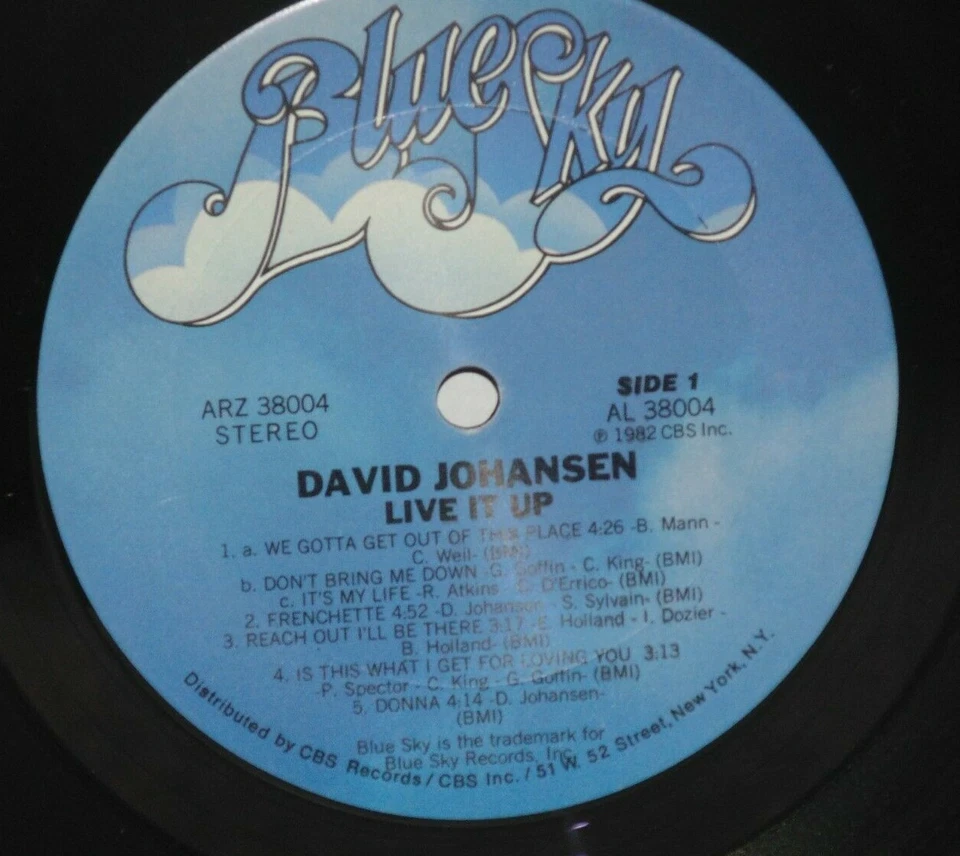 Blue Sky
ARZ 38004
STEREO
SIDE 1
AL 38004
℗ 1982 CBS Inc.
DAVID JOHANSEN
LIVE IT UP
1. a. WE GOTTA GET OUT OF THIS PLACE 4:26 -B. Mann -
C. Weil- (BMI)
b. DON'T BRING ME DOWN -G. Goffin - C. King- (BMI)
c. IT'S MY LIFE -R. Atkins - C. D'Errico- (BMI)
2. FRENCHETTE 4:52 -D. Johansen - S. Sylvain- (BMI)
3. REACH OUT I'LL BE THERE 3:17 -E. Holland - I. Dozier -
B. Holland- (BMI)
4. IS THIS WHAT I GET FOR LOVING YOU 3:13
-P. Spector - C. King - G. Goffin- (BMI)
5. DONNA 4:14 -D. Johansen-
(BMI)
Blue Sky is the trademark for
Blue Sky Records, Inc.
Distributed by CBS Records / CBS Inc. / 51 W. 52 Street, New York, N.Y.